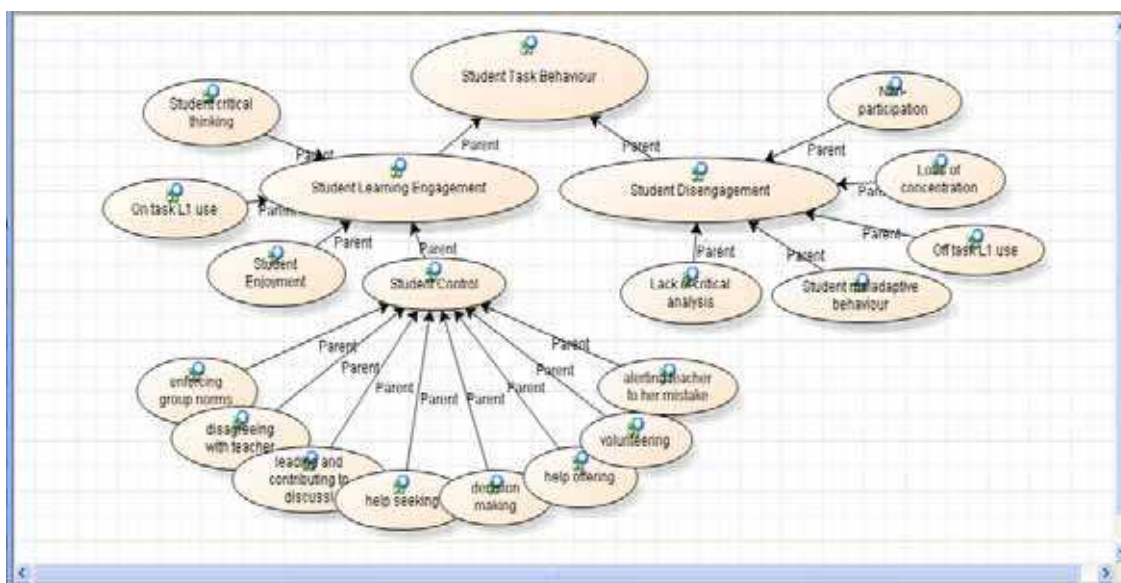 Student Task Behaviour
Student critical
thinking
Non-
participation
Parent
Parent
Parent
Parent
Student Learning Engagement
Student Disengagement
Loss of
concentration
On task L1 use
Parent
Parent
Parent
Parent
Parent
Off task L1 use
Parent
Parent
Parent
Student
Enjoyment
Student Control
Lack of critical
analysis
Student maladaptive
behaviour
Parent
Parent
Parent
Parent
Parent
Parent
Parent
Parent
enforcing
group norms
alerting teacher
to her mistake
disagreeing
with teacher
volunteering
leading and
contributing to
discussi
help seeking
decision
making
help offering